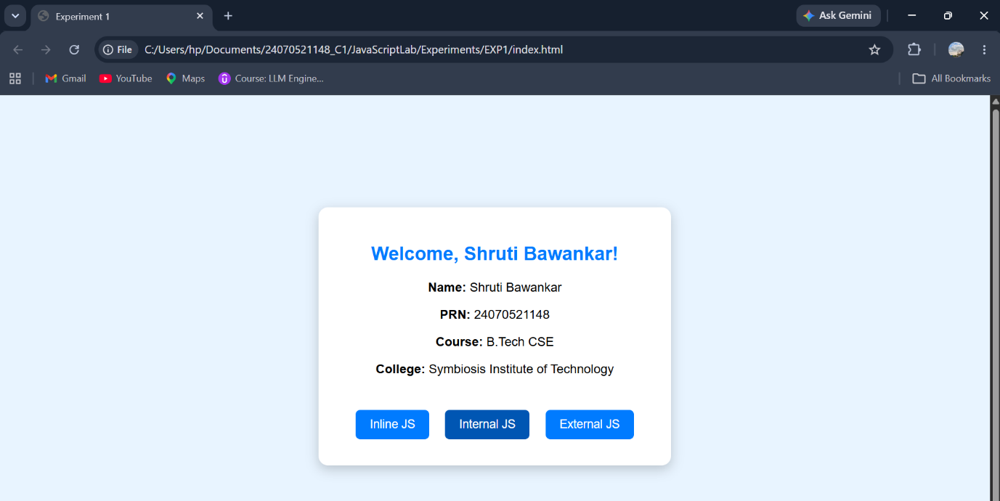 Experiment 1
Ask Gemini
File C:/Users/hp/Documents/24070521148_C1/JavaScriptLab/Experiments/EXP1/index.html
Gmail YouTube Maps Course: LLM Engine... All Bookmarks
Welcome, Shruti Bawankar!
Name: Shruti Bawankar
PRN: 24070521148
Course: B.Tech CSE
College: Symbiosis Institute of Technology
Inline JS Internal JS External JS